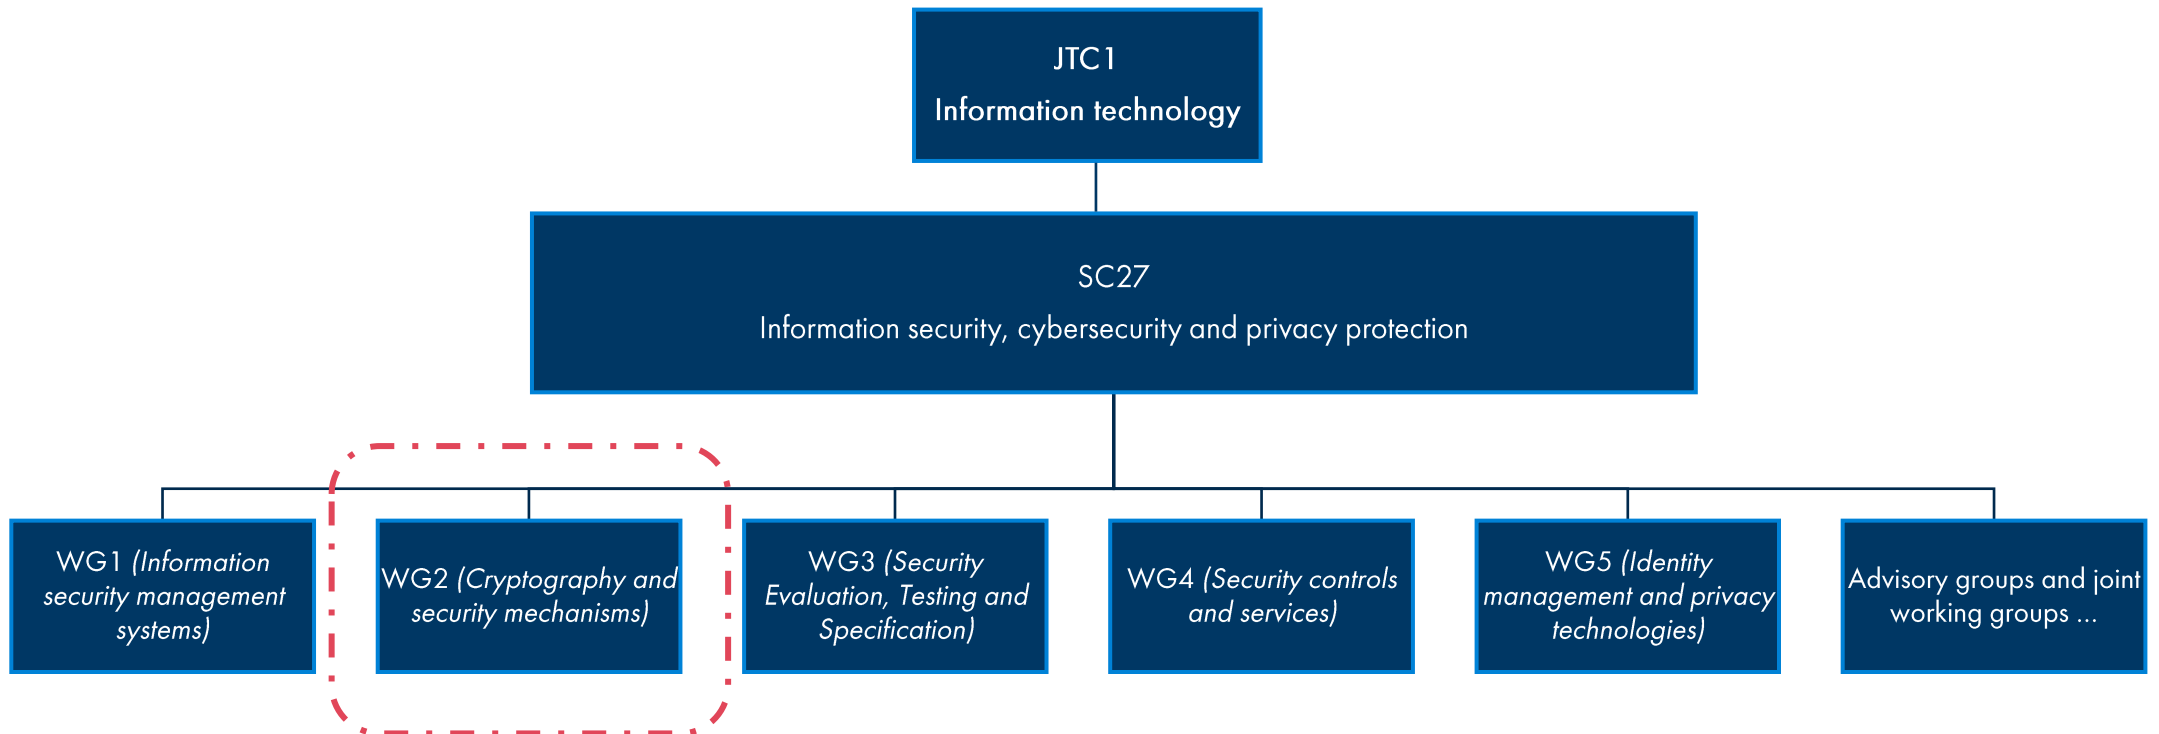 JTC1
Information technology
SC27
Information security, cybersecurity and privacy protection
WG1 (Information
security management
systems)
WG2 (Cryptography and
security mechanisms)
WG3 (Security
Evaluation, Testing and
Specification)
WG4 (Security controls
and services)
WG5 (Identity
management and privacy
technologies)
Advisory groups and joint
working groups ...